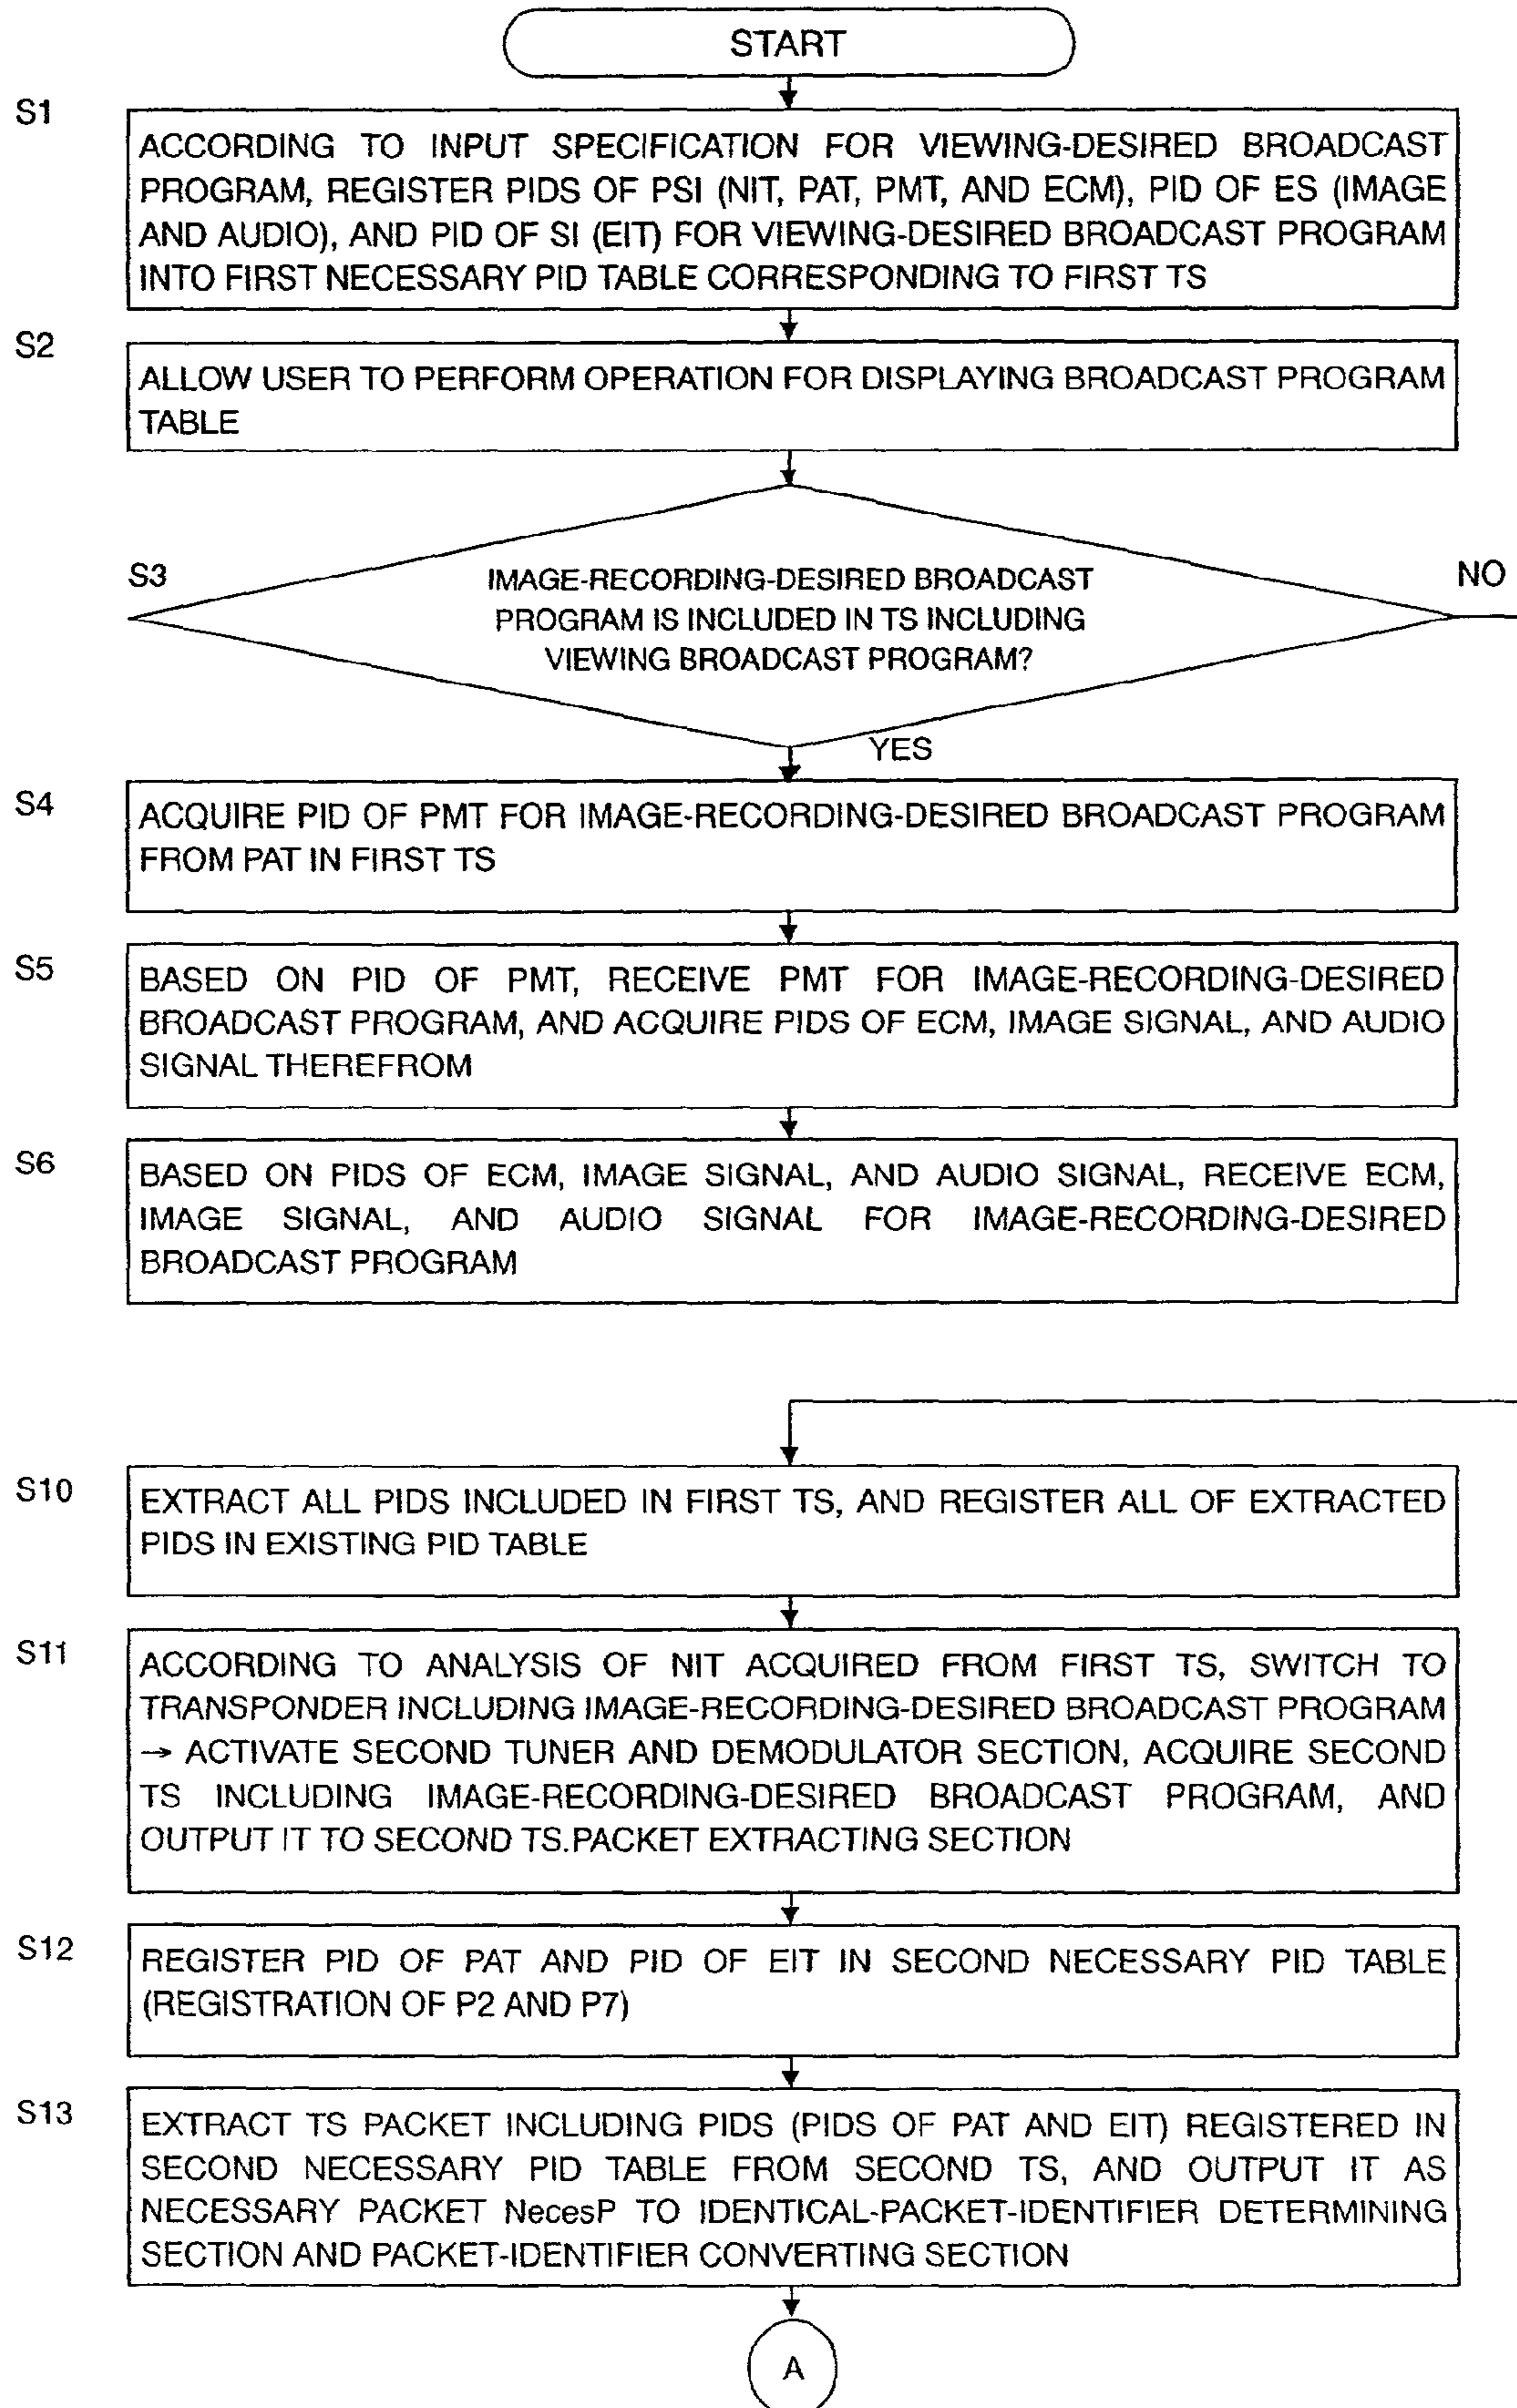 START
S1
ACCORDING TO INPUT SPECIFICATION FOR VIEWING-DESIRED BROADCAST
PROGRAM, REGISTER PIDS OF PSI (NIT, PAT, PMT, AND ECM), PID OF ES (IMAGE
AND AUDIO), AND PID OF SI (EIT) FOR VIEWING-DESIRED BROADCAST PROGRAM
INTO FIRST NECESSARY PID TABLE CORRESPONDING TO FIRST TS
S2
ALLOW USER TO PERFORM OPERATION FOR DISPLAYING BROADCAST PROGRAM
TABLE
S3
IMAGE-RECORDING-DESIRED BROADCAST
PROGRAM IS INCLUDED IN TS INCLUDING
VIEWING BROADCAST PROGRAM?
NO
YES
S4
ACQUIRE PID OF PMT FOR IMAGE-RECORDING-DESIRED BROADCAST PROGRAM
FROM PAT IN FIRST TS
S5
BASED ON PID OF PMT, RECEIVE PMT FOR IMAGE-RECORDING-DESIRED
BROADCAST PROGRAM, AND ACQUIRE PIDS OF ECM, IMAGE SIGNAL, AND AUDIO
SIGNAL THEREFROM
S6
BASED ON PIDS OF ECM, IMAGE SIGNAL, AND AUDIO SIGNAL, RECEIVE ECM,
IMAGE SIGNAL, AND AUDIO SIGNAL FOR IMAGE-RECORDING-DESIRED
BROADCAST PROGRAM
S10
EXTRACT ALL PIDS INCLUDED IN FIRST TS, AND REGISTER ALL OF EXTRACTED
PIDS IN EXISTING PID TABLE
S11
ACCORDING TO ANALYSIS OF NIT ACQUIRED FROM FIRST TS, SWITCH TO
TRANSPONDER INCLUDING IMAGE-RECORDING-DESIRED BROADCAST PROGRAM
→ ACTIVATE SECOND TUNER AND DEMODULATOR SECTION, ACQUIRE SECOND
TS INCLUDING IMAGE-RECORDING-DESIRED BROADCAST PROGRAM, AND
OUTPUT IT TO SECOND TS.PACKET EXTRACTING SECTION
S12
REGISTER PID OF PAT AND PID OF EIT IN SECOND NECESSARY PID TABLE
(REGISTRATION OF P2 AND P7)
S13
EXTRACT TS PACKET INCLUDING PIDS (PIDS OF PAT AND EIT) REGISTERED IN
SECOND NECESSARY PID TABLE FROM SECOND TS, AND OUTPUT IT AS
NECESSARY PACKET NecesP TO IDENTICAL-PACKET-IDENTIFIER DETERMINING
SECTION AND PACKET-IDENTIFIER CONVERTING SECTION
A